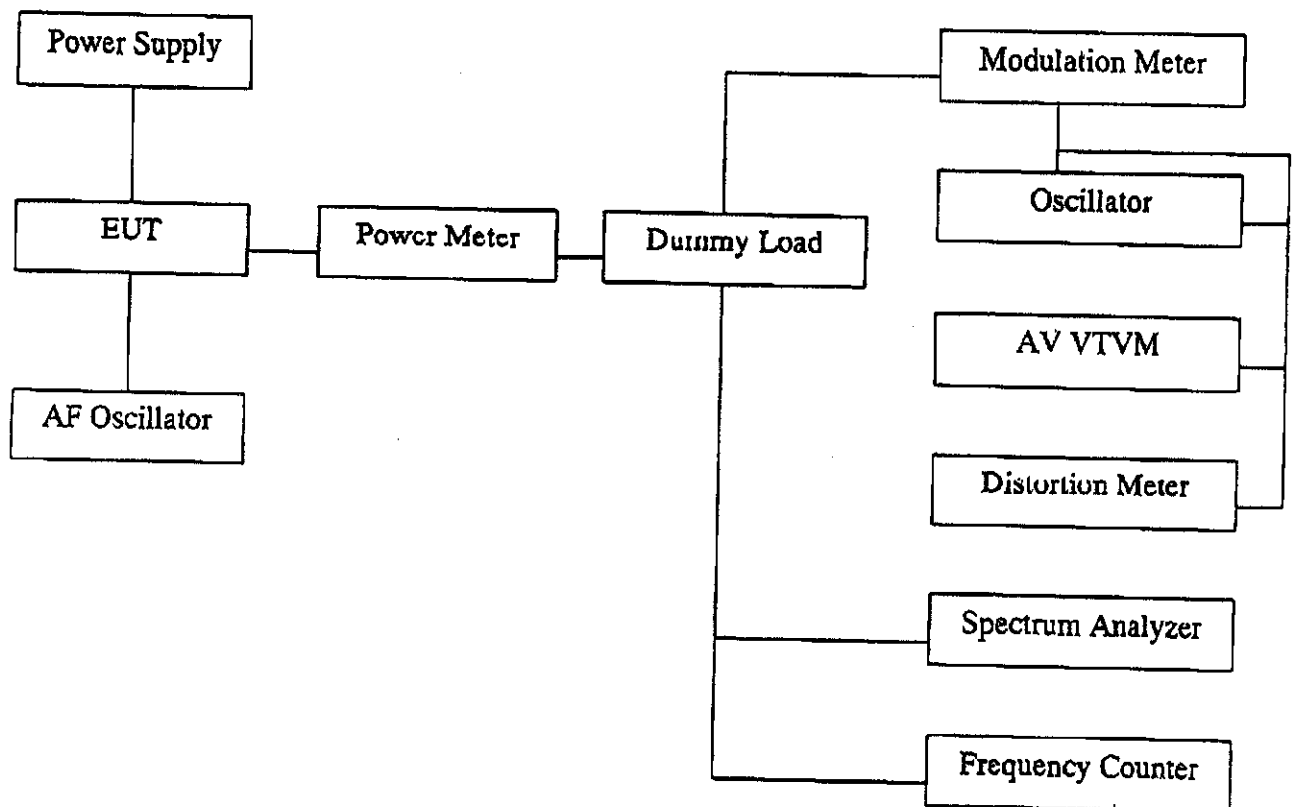 Power Supply
EUT
AF Oscillator
Power Meter
Dummy Load
Modulation Meter
Oscillator
AV VTVM
Distortion Meter
Spectrum Analyzer
Frequency Counter